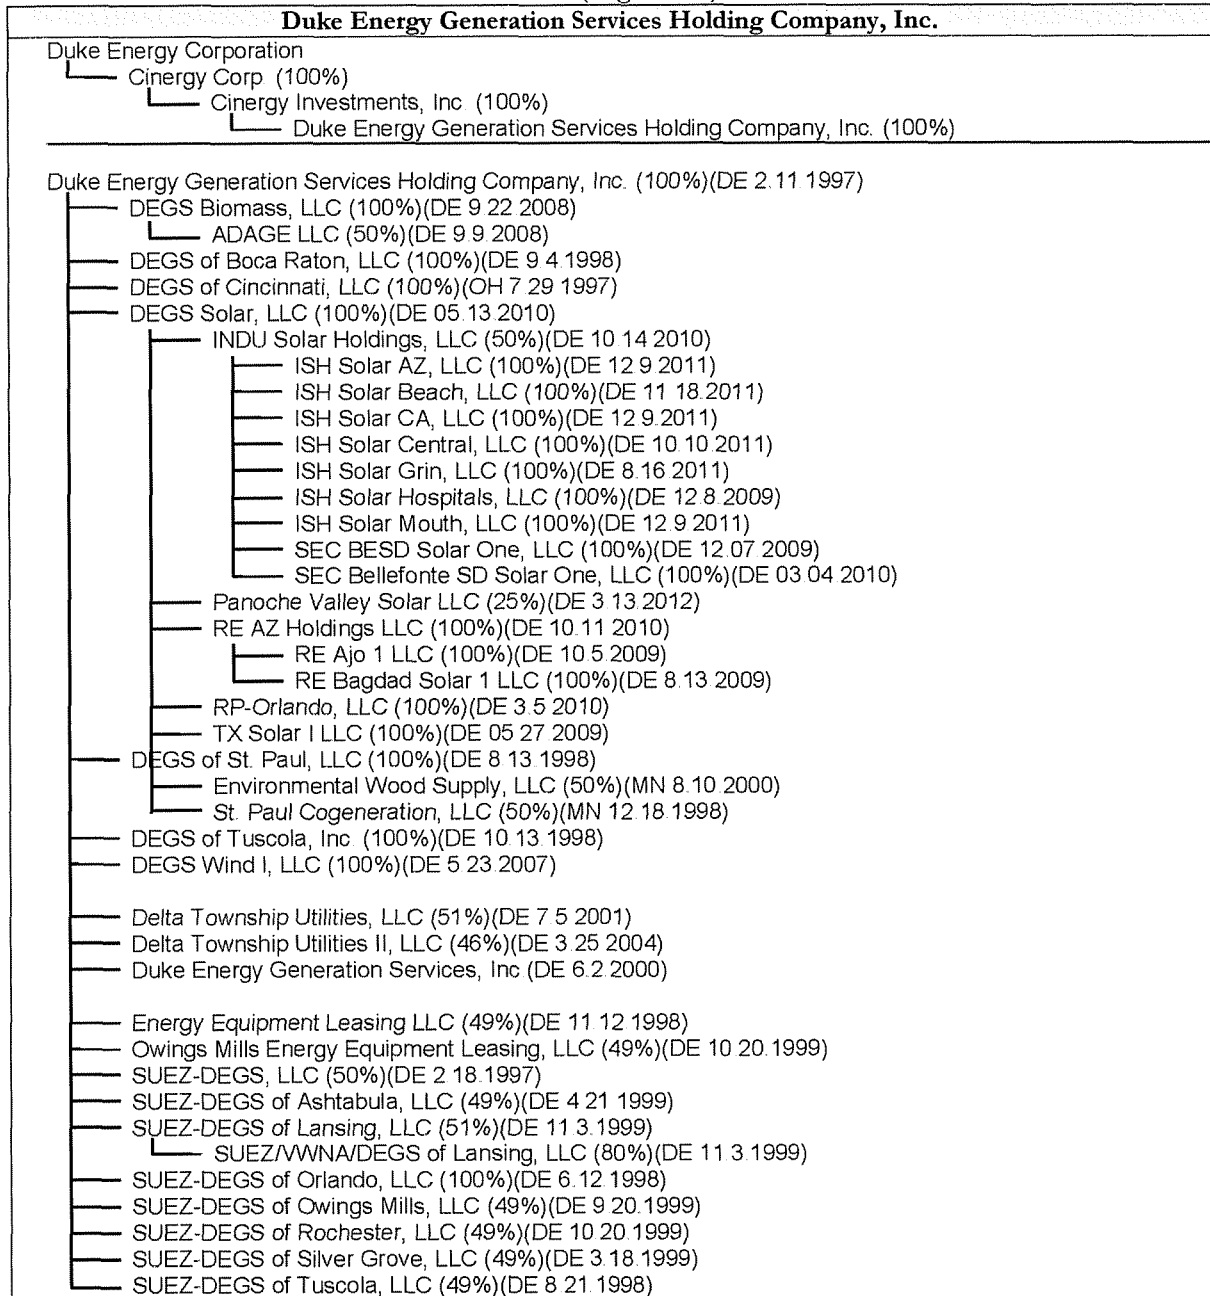 Duke Energy Generation Services Holding Company, Inc.
Duke Energy Corporation
Cinergy Corp (100%)
Cinergy Investments, Inc (100%)
Duke Energy Generation Services Holding Company, Inc. (100%)
Duke Energy Generation Services Holding Company, Inc. (100%)(DE 2.11.1997)
DEGS Biomass, LLC (100%)(DE 9.22.2008)
ADAGE LLC (50%)(DE 9.9.2008)
DEGS of Boca Raton, LLC (100%)(DE 9.4.1998)
DEGS of Cincinnati, LLC (100%)(OH 7.29 1997)
DEGS Solar, LLC (100%)(DE 05.13.2010)
INDU Solar Holdings, LLC (50%)(DE 10.14 2010)
ISH Solar AZ, LLC (100%)(DE 12.9 2011)
ISH Solar Beach, LLC (100%)(DE 11 18.2011)
ISH Solar CA, LLC (100%)(DE 12.9.2011)
ISH Solar Central, LLC (100%)(DE 10.10.2011)
ISH Solar Grin, LLC (100%)(DE 8.16 2011)
ISH Solar Hospitals, LLC (100%)(DE 12.8.2009)
ISH Solar Mouth, LLC (100%)(DE 12.9 2011)
SEC BESD Solar One, LLC (100%)(DE 12.07.2009)
SEC Bellefonte SD Solar One, LLC (100%)(DE 03 04.2010)
Panoche Valley Solar LLC (25%)(DE 3.13.2012)
RE AZ Holdings LLC (100%)(DE 10.11 2010)
RE Ajo 1 LLC (100%)(DE 10.5.2009)
RE Bagdad Solar 1 LLC (100%)(DE 8.13.2009)
RP-Orlando, LLC (100%)(DE 3.5 2010)
TX Solar I LLC (100%)(DE 05 27.2009)
DEGS of St. Paul, LLC (100%)(DE 8 13.1998)
Environmental Wood Supply, LLC (50%)(MN 8.10.2000)
St. Paul Cogeneration, LLC (50%)(MN 12.18.1998)
DEGS of Tuscola, Inc (100%)(DE 10.13.1998)
DEGS Wind I, LLC (100%)(DE 5.23.2007)
Delta Township Utilities, LLC (51%)(DE 7.5 2001)
Delta Township Utilities II, LLC (46%)(DE 3.25 2004)
Duke Energy Generation Services, Inc (DE 6.2.2000)
Energy Equipment Leasing LLC (49%)(DE 11.12.1998)
Owings Mills Energy Equipment Leasing, LLC (49%)(DE 10 20.1999)
SUEZ-DEGS, LLC (50%)(DE 2 18.1997)
SUEZ-DEGS of Ashtabula, LLC (49%)(DE 4 21 1999)
SUEZ-DEGS of Lansing, LLC (51%)(DE 11.3.1999)
SUEZ/VWNA/DEGS of Lansing, LLC (80%)(DE 11 3.1999)
SUEZ-DEGS of Orlando, LLC (100%)(DE 6.12.1998)
SUEZ-DEGS of Owings Mills, LLC (49%)(DE 9 20.1999)
SUEZ-DEGS of Rochester, LLC (49%)(DE 10.20.1999)
SUEZ-DEGS of Silver Grove, LLC (49%)(DE 3.18.1999)
SUEZ-DEGS of Tuscola, LLC (49%)(DE 8 21.1998)